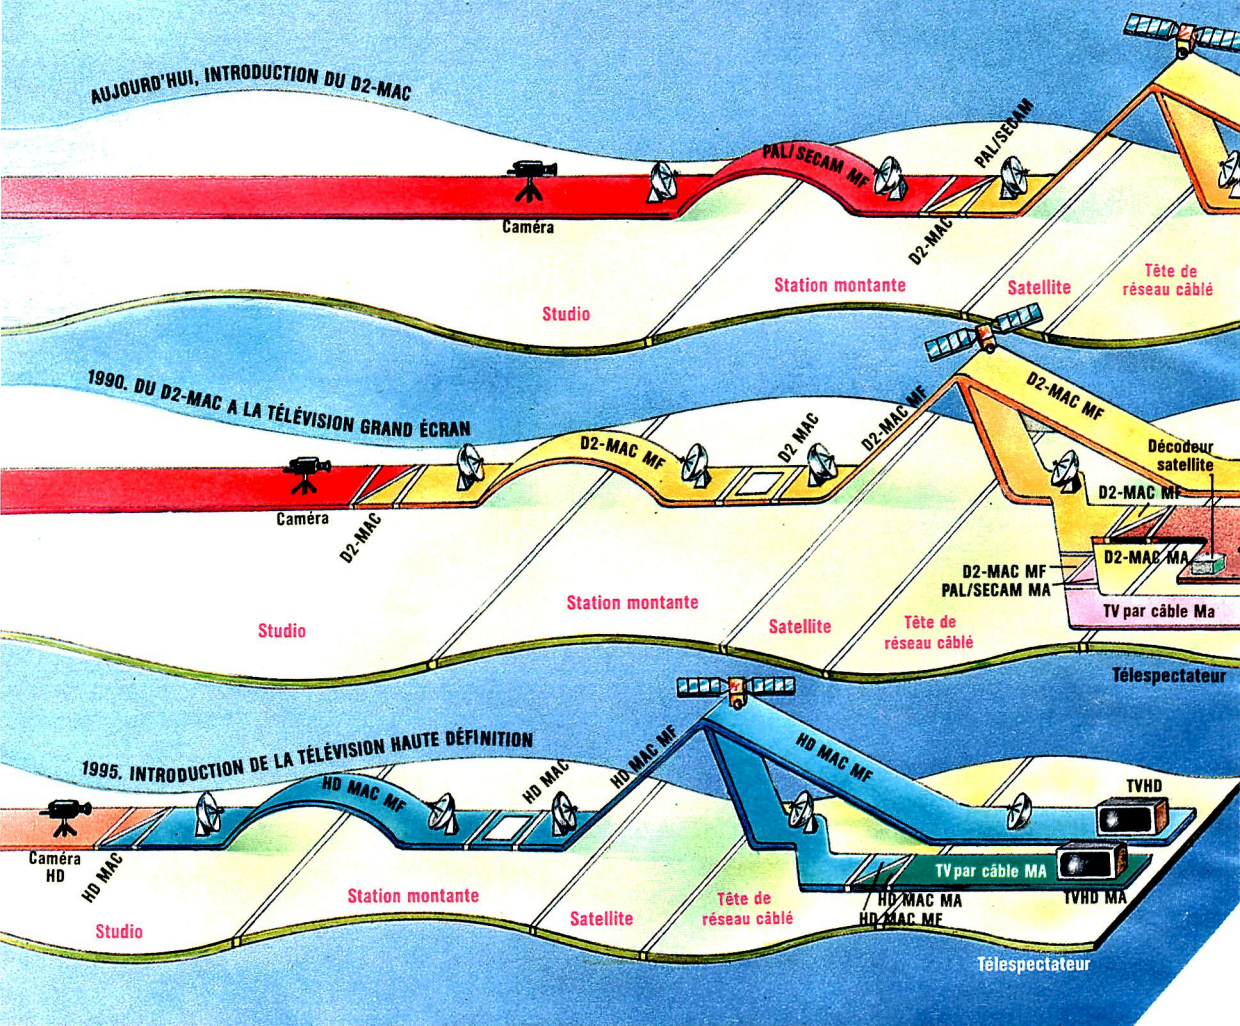 AUJOURD'HUI, INTRODUCTION DU D2-MAC
PAL/SECAM MF
PAL/SECAM
Caméra
D2-MAC
Studio
Station montante
Satellite
Tête de
réseau câblé
1990. DU D2-MAC A LA TÉLÉVISION GRAND ÉCRAN
D2-MAC MF
D2 MAC
D2-MAC MF
D2-MAC MF
Décodeur
satellite
Caméra
D2-MAC
D2-MAC MF
D2-MAC MA
D2-MAC MF
PAL/SECAM MA
TV par câble Ma
Studio
Station montante
Satellite
Tête de
réseau câblé
Télespectateur
1995. INTRODUCTION DE LA TÉLÉVISION HAUTE DÉFINITION
HD MAC MF
HD MAC
HD MAC MF
HD MAC MF
TVHD
Caméra
HD
HD MAC
TV par câble MA
HD MAC MA
TVHD MA
HD MAC MF
Studio
Station montante
Satellite
Tête de
réseau câblé
Télespectateur